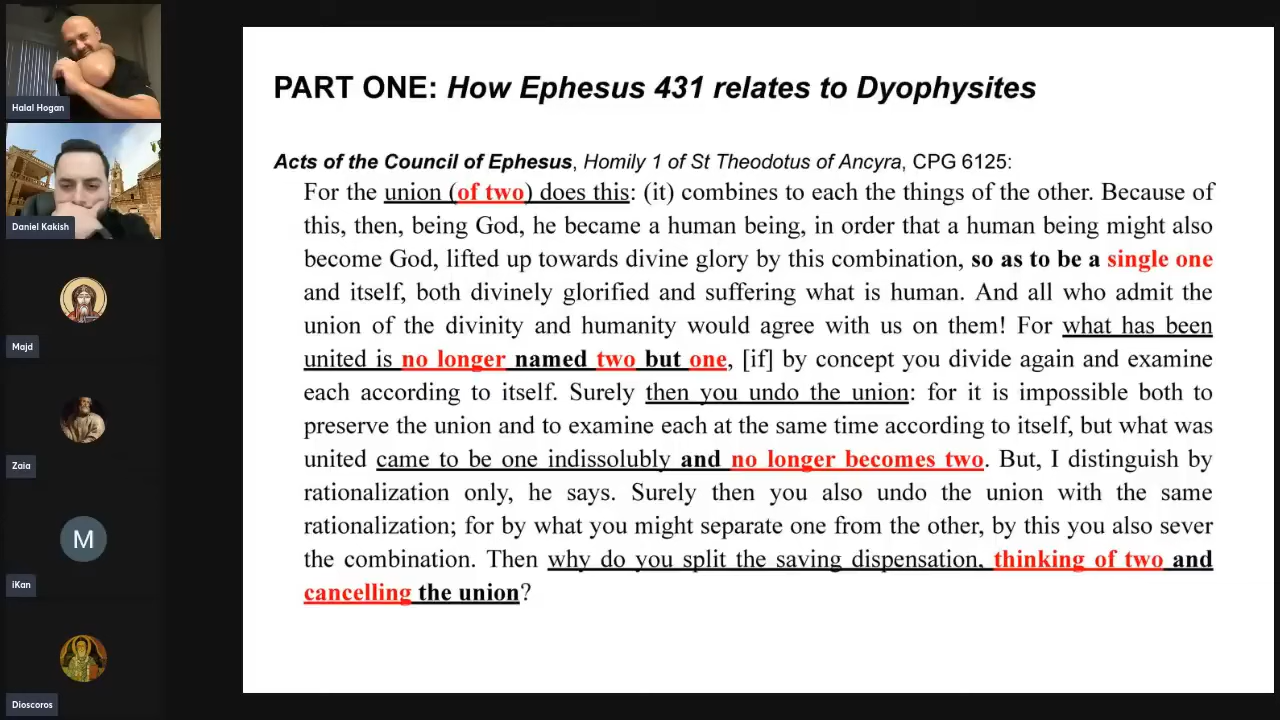 Halal Hogan
Daniel Kakish
Majd
Zaia
M
iKan
Dioscoros
PART ONE: How Ephesus 431 relates to Dyophysites
Acts of the Council of Ephesus, Homily 1 of St Theodotus of Ancyra, CPG 6125:
For the union (of two) does this: (it) combines to each the things of the other. Because of
this, then, being God, he became a human being, in order that a human being might also
become God, lifted up towards divine glory by this combination, so as to be a single one
and itself, both divinely glorified and suffering what is human. And all who admit the
union of the divinity and humanity would agree with us on them! For what has been
united is no longer named two but one, [if] by concept you divide again and examine
each according to itself. Surely then you undo the union: for it is impossible both to
preserve the union and to examine each at the same time according to itself, but what was
united came to be one indissolubly and no longer becomes two. But, I distinguish by
rationalization only, he says. Surely then you also undo the union with the same
rationalization; for by what you might separate one from the other, by this you also sever
the combination. Then why do you split the saving dispensation, thinking of two and
cancelling the union?